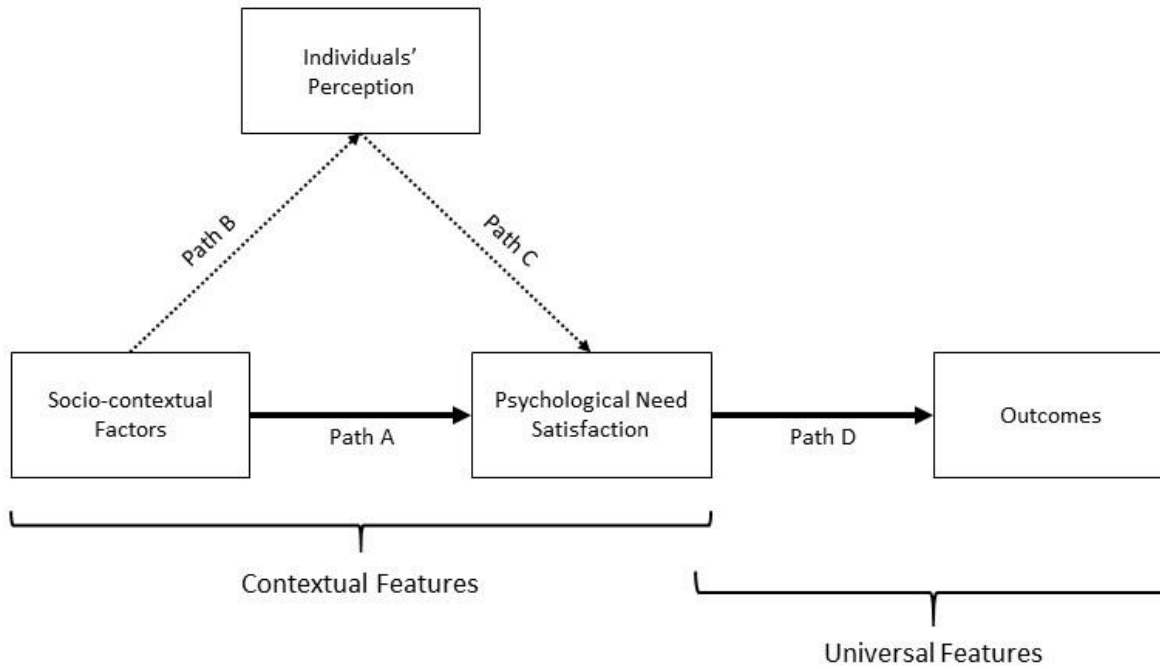 Individuals’
Perception
Path B
Path C
Socio-contextual
Factors
Path A
Psychological Need
Satisfaction
Path D
Outcomes
Contextual Features
Universal Features